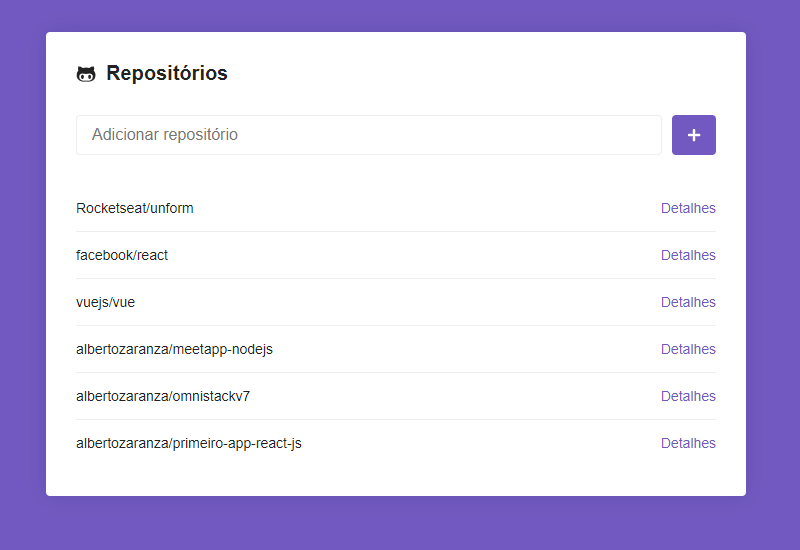 Repositórios
Adicionar repositório
+
Rocketseat/unform Detalhes
facebook/react Detalhes
vuejs/vue Detalhes
albertozaranza/meetapp-nodejs Detalhes
albertozaranza/omnistackv7 Detalhes
albertozaranza/primeiro-app-react-js Detalhes